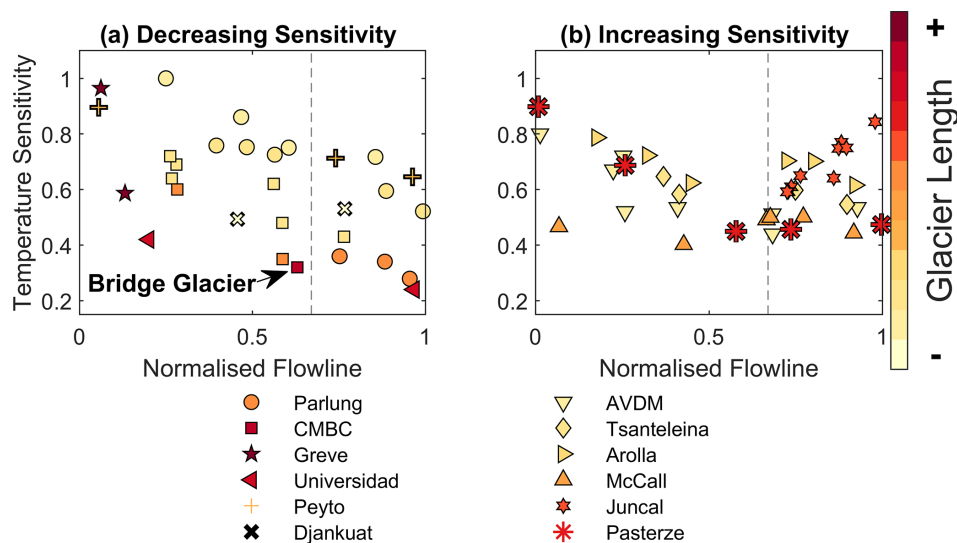 (a) Decreasing Sensitivity
(b) Increasing Sensitivity
Temperature Sensitivity
1
0.8
0.6
0.4
0.2
Bridge Glacier
0
0.5
1
Normalised Flowline
1
0.8
0.6
0.4
0.2
0
0.5
1
Normalised Flowline
+
Glacier Length
-
Parlung
CMBC
Greve
Universidad
Peyto
Djankuat
AVDM
Tsanteleina
Arolla
McCall
Juncal
Pasterze